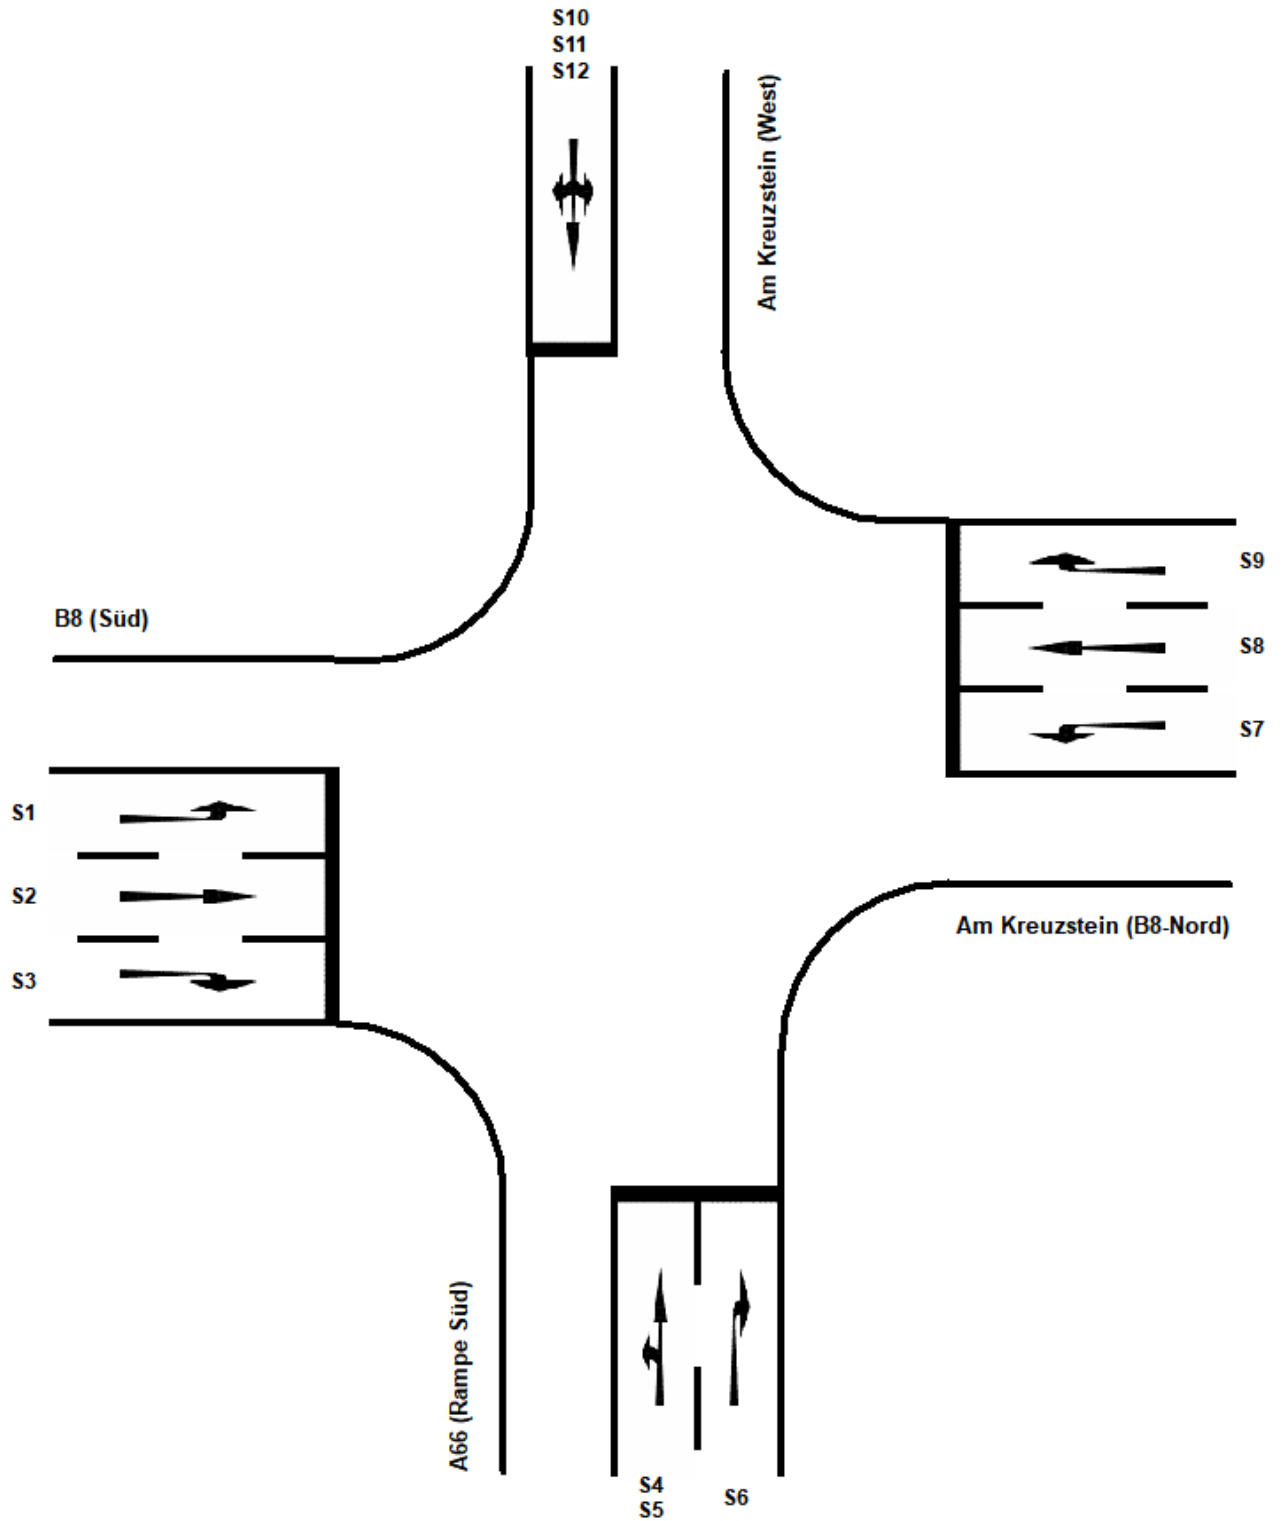 S10
S11
S12
Am Kreuzstein (West)
S9
B8 (Süd)
S8
S7
S1
S2
Am Kreuzstein (B8-Nord)
S3
A66 (Rampe Süd)
S4
S5
S6